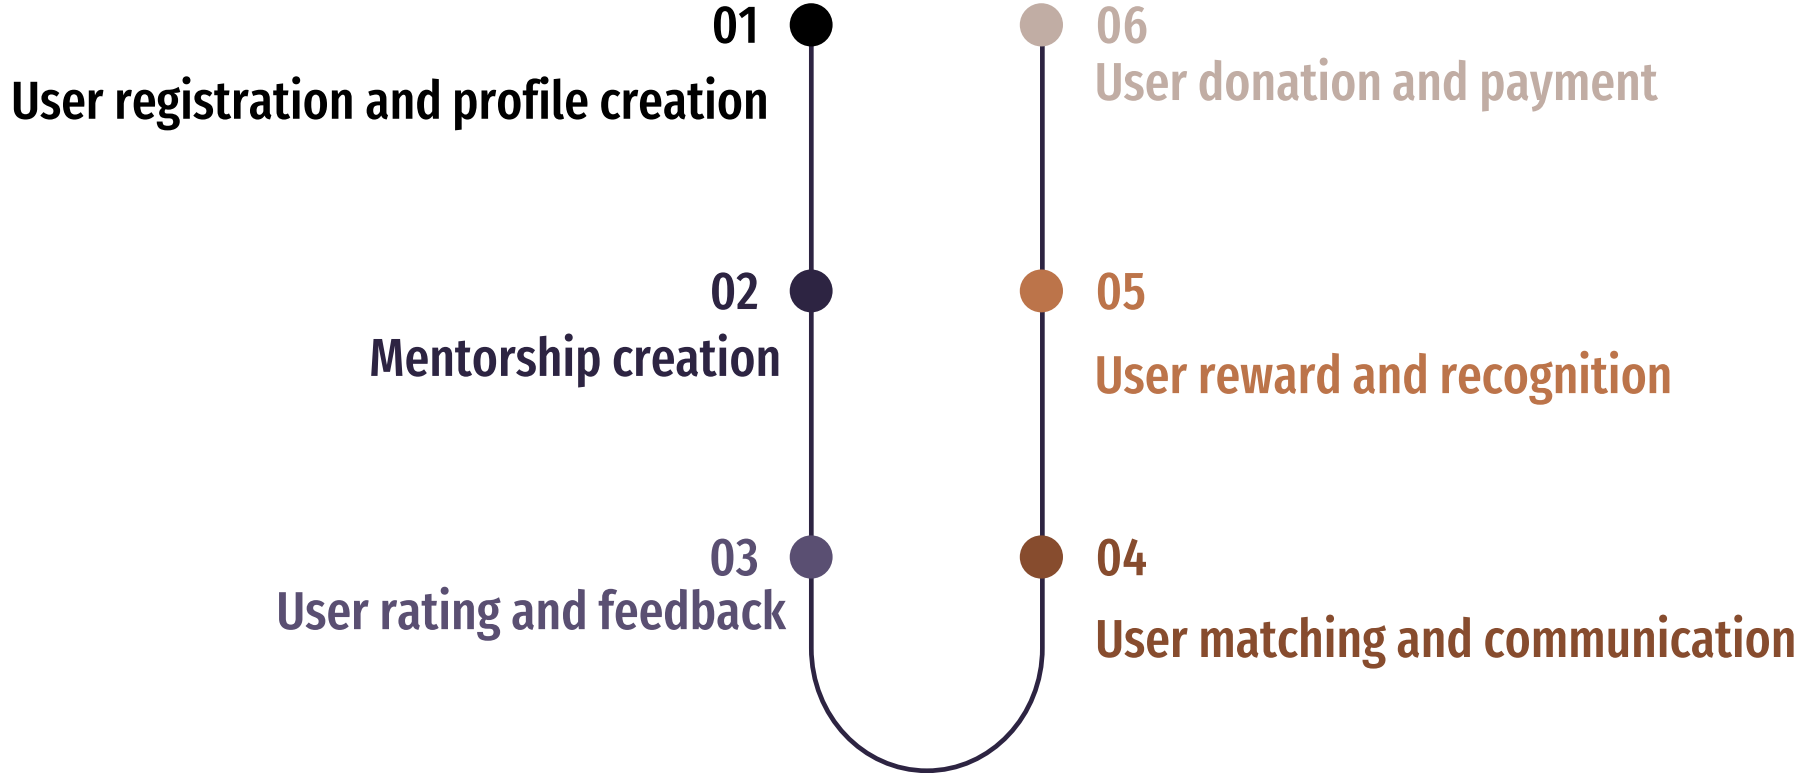 01
User registration and profile creation
02
Mentorship creation
03
User rating and feedback
04
User matching and communication
05
User reward and recognition
06
User donation and payment